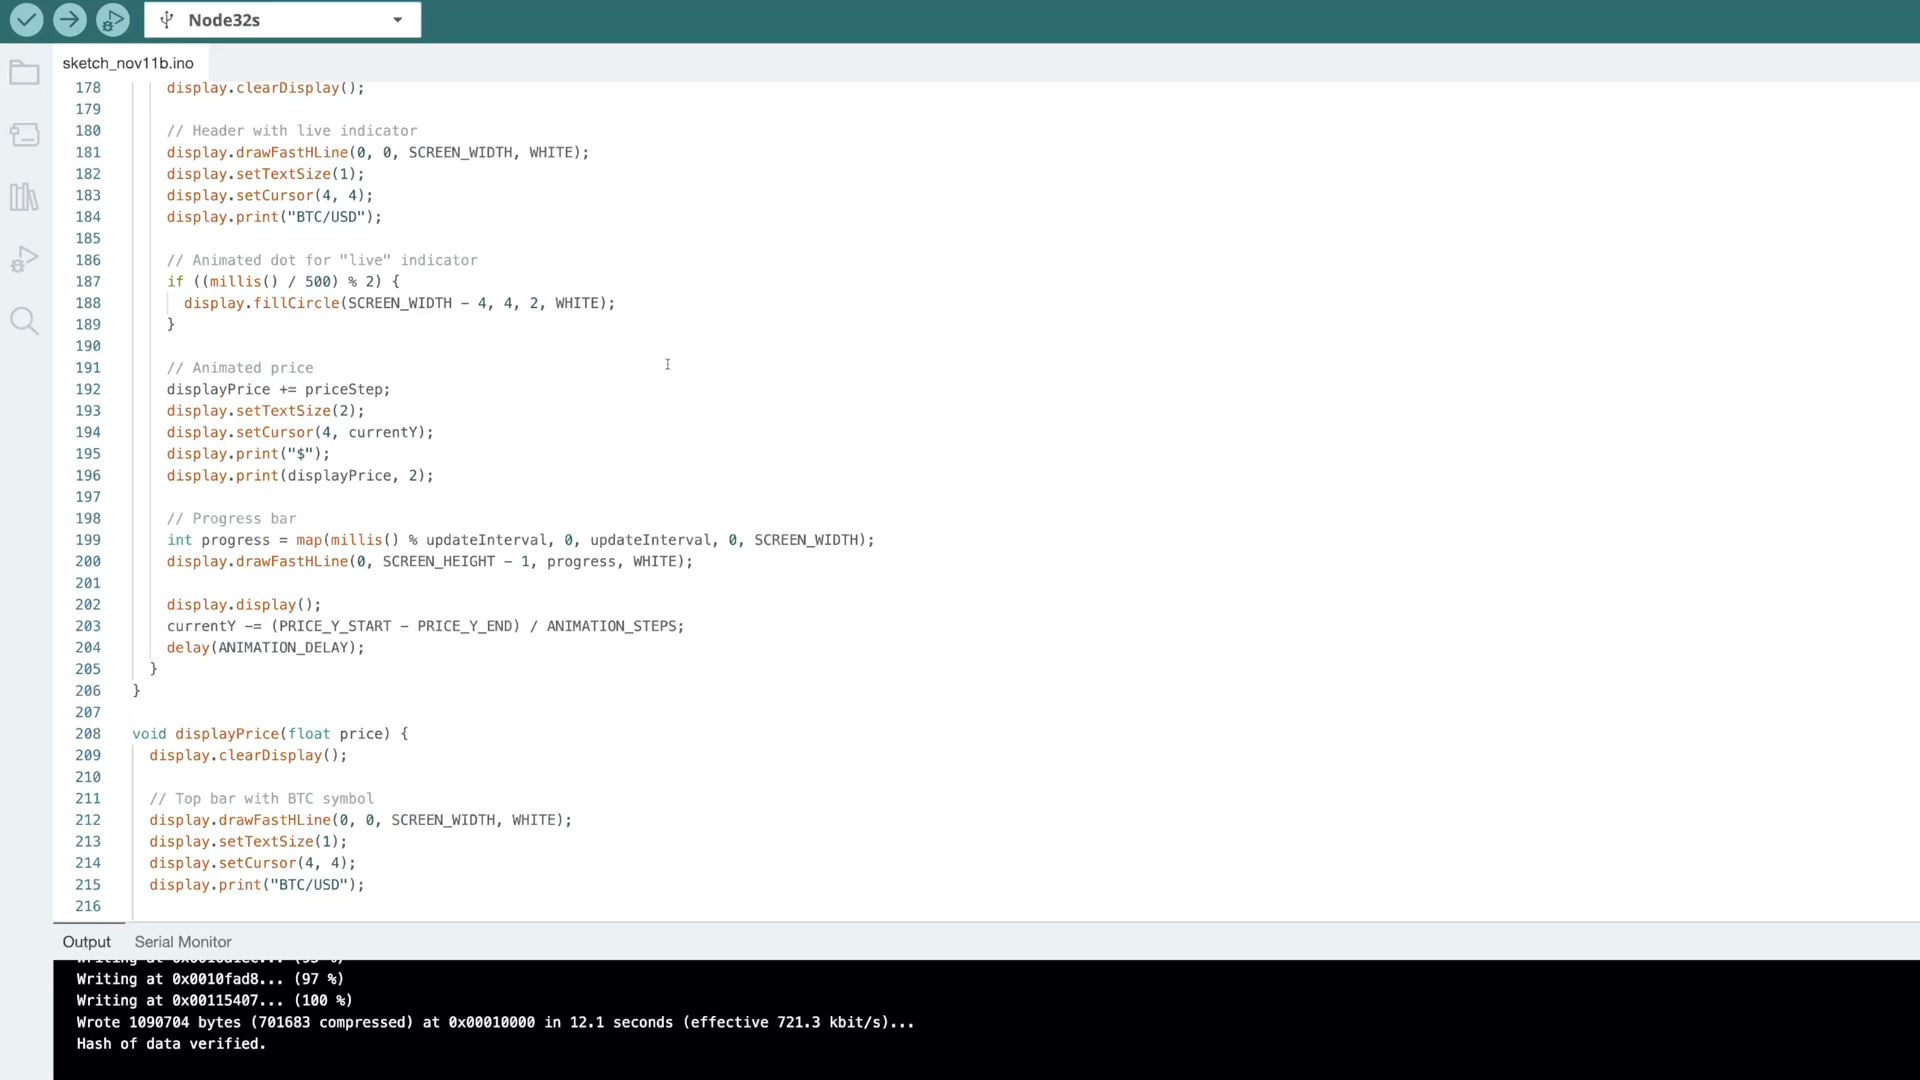 Node32s
sketch_nov11b.ino
178 display.clearDisplay();
179
180 // Header with live indicator
181 display.drawFastHLine(0, 0, SCREEN_WIDTH, WHITE);
182 display.setTextSize(1);
183 display.setCursor(4, 4);
184 display.print("BTC/USD");
185
186 // Animated dot for "live" indicator
187 if ((millis() / 500) % 2) {
188 display.fillCircle(SCREEN_WIDTH - 4, 4, 2, WHITE);
189 }
190
191 // Animated price
192 displayPrice += priceStep;
193 display.setTextSize(2);
194 display.setCursor(4, currentY);
195 display.print("$");
196 display.print(displayPrice, 2);
197
198 // Progress bar
199 int progress = map(millis() % updateInterval, 0, updateInterval, 0, SCREEN_WIDTH);
200 display.drawFastHLine(0, SCREEN_HEIGHT - 1, progress, WHITE);
201
202 display.display();
203 currentY -= (PRICE_Y_START - PRICE_Y_END) / ANIMATION_STEPS;
204 delay(ANIMATION_DELAY);
205 }
206 }
207
208 void displayPrice(float price) {
209 display.clearDisplay();
210
211 // Top bar with BTC symbol
212 display.drawFastHLine(0, 0, SCREEN_WIDTH, WHITE);
213 display.setTextSize(1);
214 display.setCursor(4, 4);
215 display.print("BTC/USD");
216
Output Serial Monitor
Writing at
Writing at 0x0010fad8... (97 %)
Writing at 0x00115407... (100 %)
Wrote 1090704 bytes (701683 compressed) at 0x00010000 in 12.1 seconds (effective 721.3 kbit/s)...
Hash of data verified.